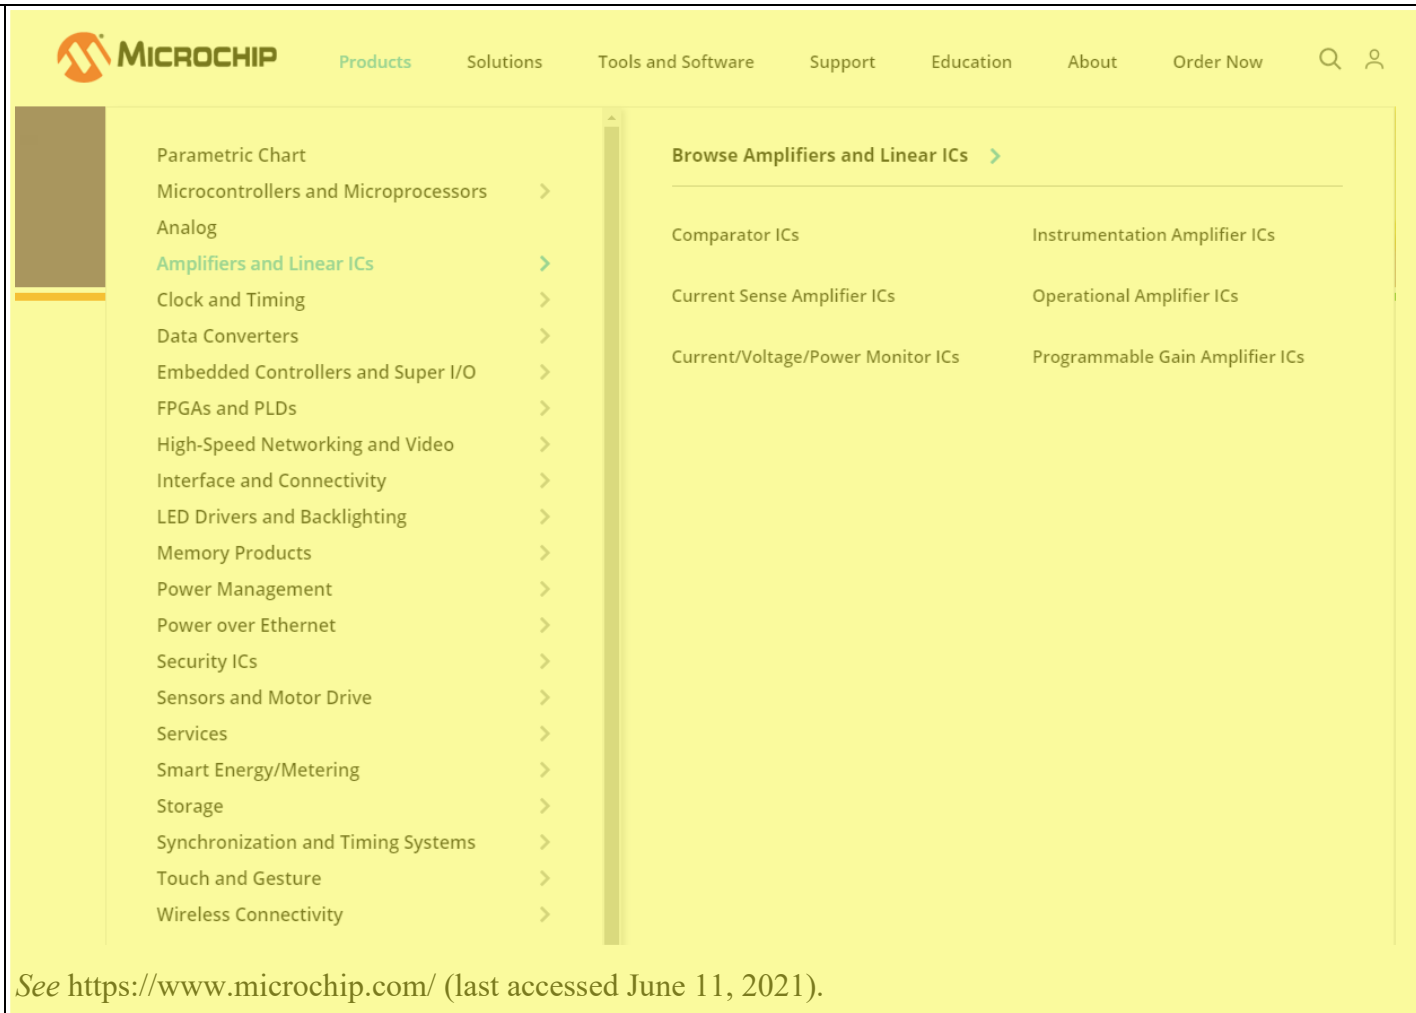 MICROCHIP
Products Solutions Tools and Software Support Education About Order Now
Parametric Chart
Microcontrollers and Microprocessors
Analog
Amplifiers and Linear ICs
Clock and Timing
Data Converters
Embedded Controllers and Super I/O
FPGAs and PLDs
High-Speed Networking and Video
Interface and Connectivity
LED Drivers and Backlighting
Memory Products
Power Management
Power over Ethernet
Security ICs
Sensors and Motor Drive
Services
Smart Energy/Metering
Storage
Synchronization and Timing Systems
Touch and Gesture
Wireless Connectivity
Browse Amplifiers and Linear ICs
Comparator ICs Instrumentation Amplifier ICs
Current Sense Amplifier ICs Operational Amplifier ICs
Current/Voltage/Power Monitor ICs Programmable Gain Amplifier ICs
See https://www.microchip.com/ (last accessed June 11, 2021).